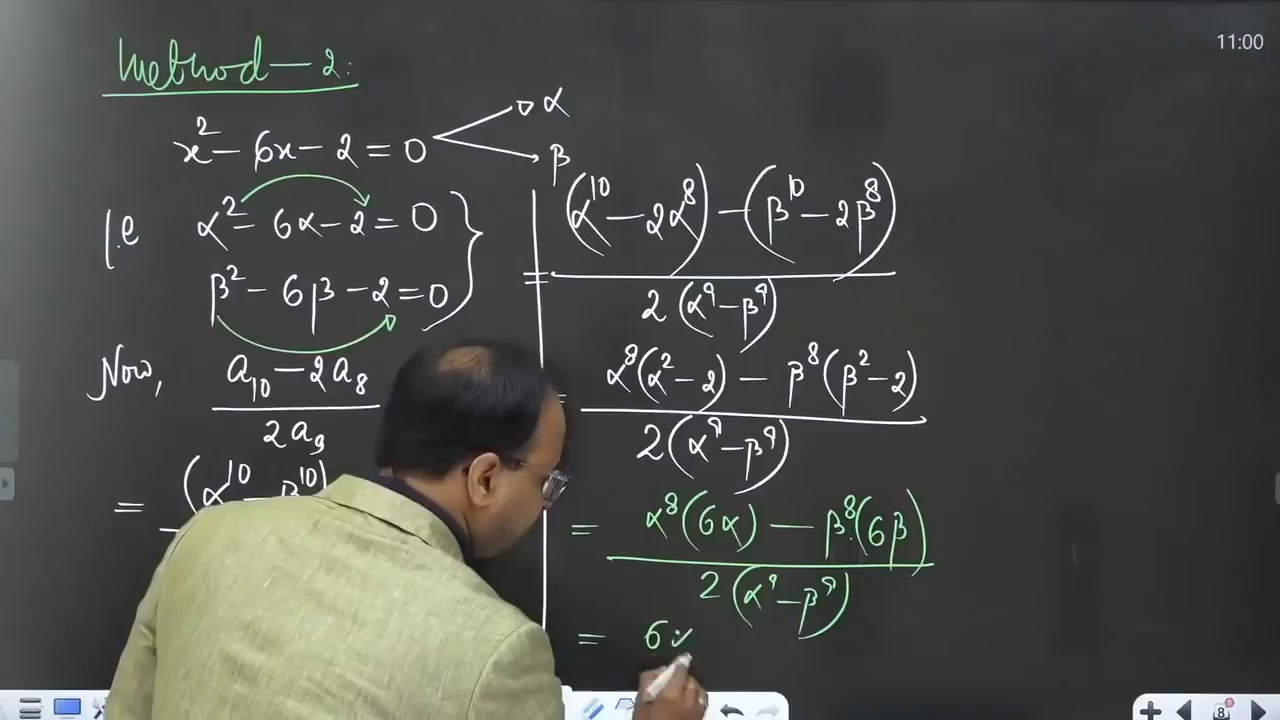 11:00
Method-2:
x² - 6x - 2 = 0 α
β
i.e α² - 6α - 2 = 0
β² - 6β - 2 = 0
Now, a₁₀ - 2a₈
2a₉
= (α¹⁰ - β¹⁰)
= (α¹⁰ - 2α⁸) - (β¹⁰ - 2β⁸)
2(α⁹ - β⁹)
= α⁸(α² - 2) - β⁸(β² - 2)
2(α⁹ - β⁹)
= α⁸(6α) - β⁸(6β)
2(α⁹ - β⁹)
= 6
8